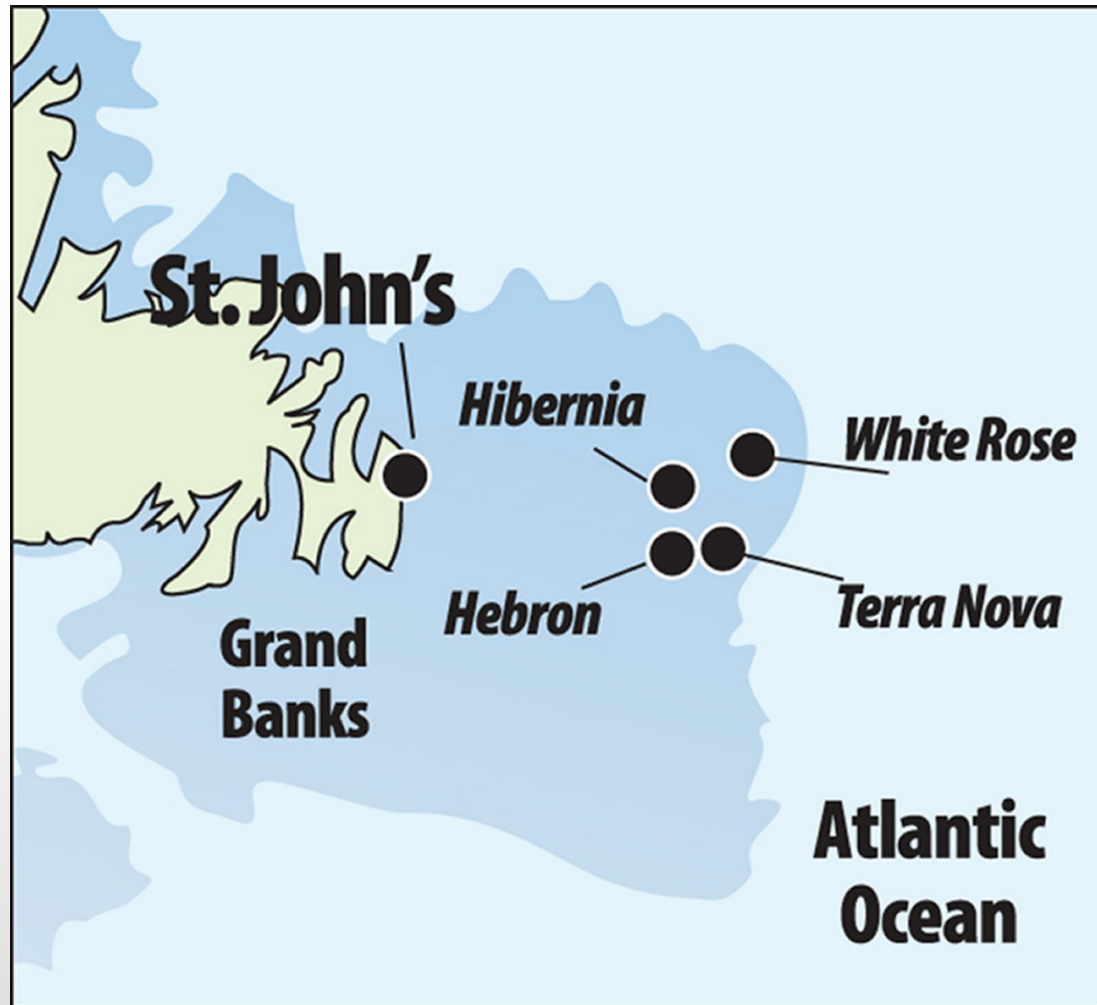 St. John's
Hibernia
White Rose
Hebron
Terra Nova
Grand
Banks
Atlantic
Ocean